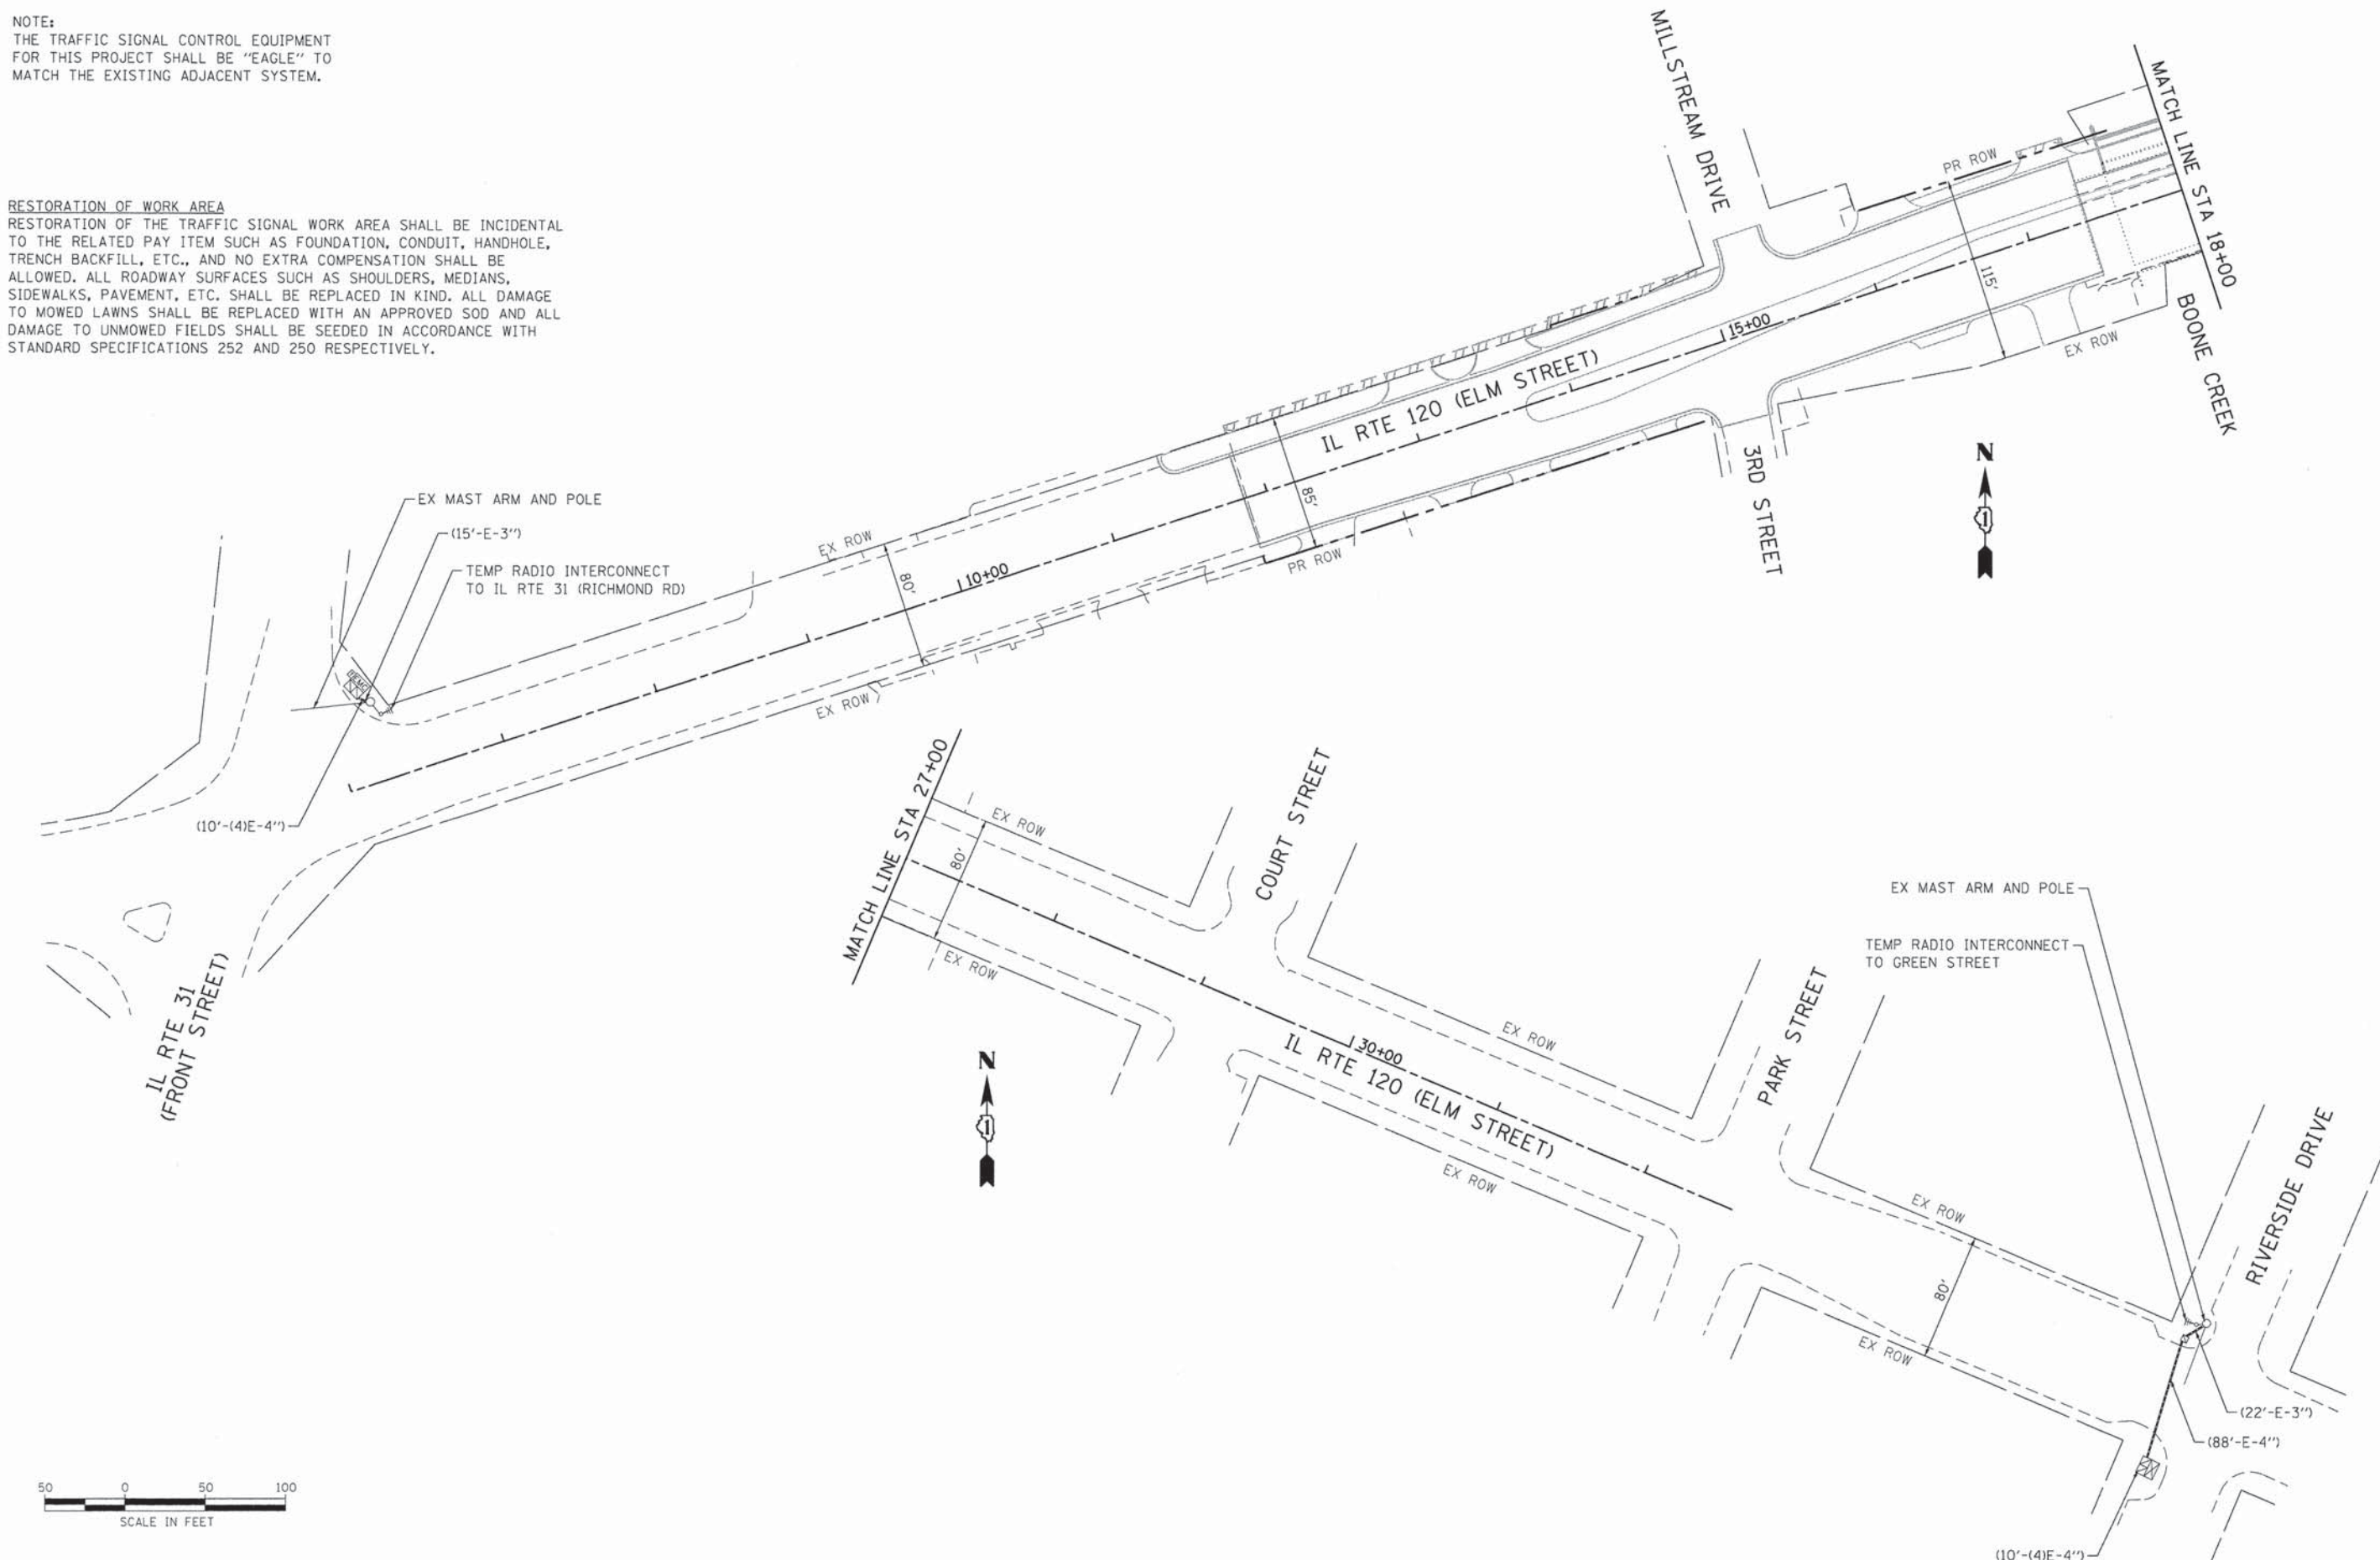 NOTE:
THE TRAFFIC SIGNAL CONTROL EQUIPMENT
FOR THIS PROJECT SHALL BE "EAGLE" TO
MATCH THE EXISTING ADJACENT SYSTEM.
RESTORATION OF WORK AREA
RESTORATION OF THE TRAFFIC SIGNAL WORK AREA SHALL BE INCIDENTAL
TO THE RELATED PAY ITEM SUCH AS FOUNDATION, CONDUIT, HANDHOLE,
TRENCH BACKFILL, ETC., AND NO EXTRA COMPENSATION SHALL BE
ALLOWED. ALL ROADWAY SURFACES SUCH AS SHOULDERS, MEDIANS,
SIDEWALKS, PAVEMENT, ETC. SHALL BE REPLACED IN KIND. ALL DAMAGE
TO MOWED LAWNS SHALL BE REPLACED WITH AN APPROVED SOD AND ALL
DAMAGE TO UNMOWED FIELDS SHALL BE SEEDED IN ACCORDANCE WITH
STANDARD SPECIFICATIONS 252 AND 250 RESPECTIVELY.
MILLSTREAM DRIVE
MATCH LINE STA 18+00
PR ROW
115'
15+00
EX ROW
BOONE CREEK
IL RTE 120 (ELM STREET)
3RD STREET
N
1
85'
PR ROW
EX MAST ARM AND POLE
(15'-E-3")
TEMP RADIO INTERCONNECT
TO IL RTE 31 (RICHMOND RD)
EX ROW
80'
10+00
EX ROW
(10'-(4)E-4")
IL RTE 31
(FRONT STREET)
MATCH LINE STA 27+00
EX ROW
80'
EX ROW
COURT STREET
N
1
30+00
IL RTE 120 (ELM STREET)
EX ROW
EX ROW
PARK STREET
EX MAST ARM AND POLE
TEMP RADIO INTERCONNECT
TO GREEN STREET
EX ROW
80'
EX ROW
RIVERSIDE DRIVE
(22'-E-3")
(88'-E-4")
(10'-(4)E-4")
50 0 50 100
SCALE IN FEET